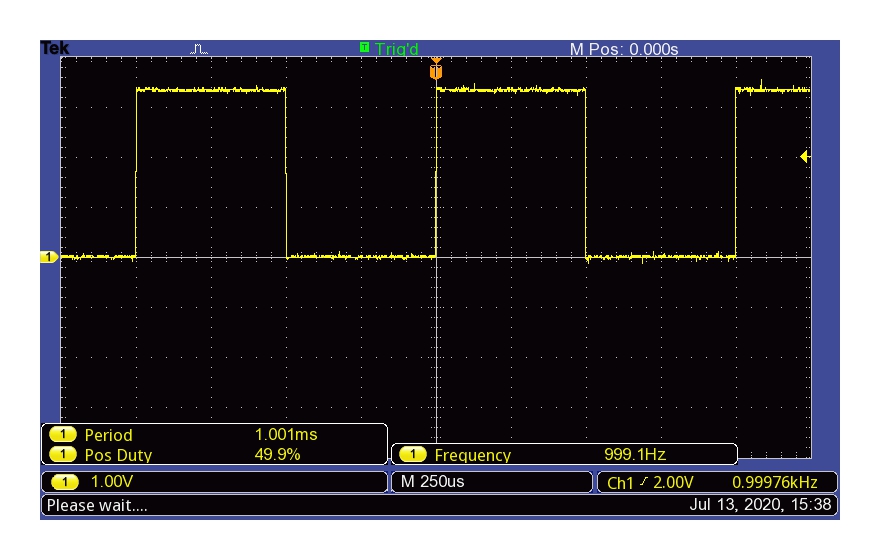 Tek T Trig'd M Pos: 0.000s
T
1
1 Period 1.001ms
1 Pos Duty 49.9% 1 Frequency 999.1Hz
1 1.00V M 250us Ch1 2.00V 0.99976kHz
Please wait.... Jul 13, 2020, 15:38